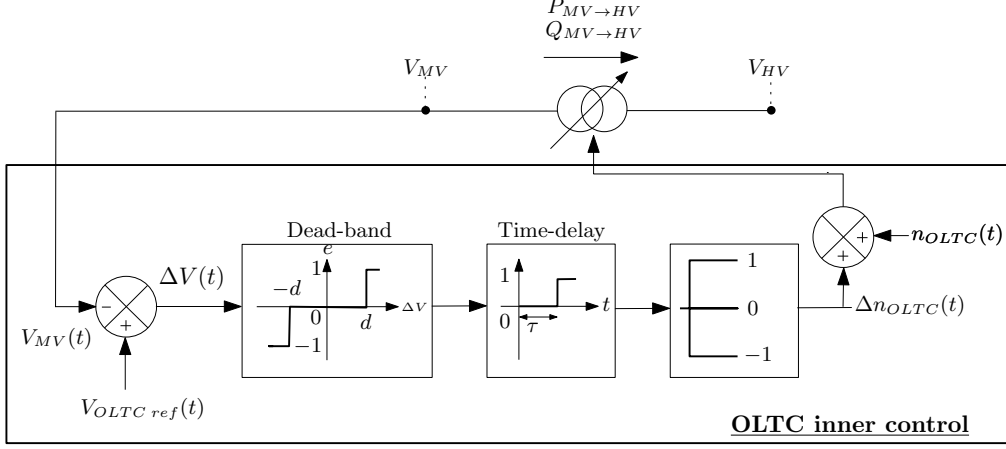 P_{MV→HV}
Q_{MV→HV}
V_{MV}
V_{HV}
Dead-band
Time-delay
e
1
-d
0
d
ΔV
-1
1
0
τ
t
1
0
-1
ΔV(t)
-
+
V_{MV}(t)
V_{OLTC ref}(t)
+
+
n_{OLTC}(t)
Δn_{OLTC}(t)
OLTC inner control